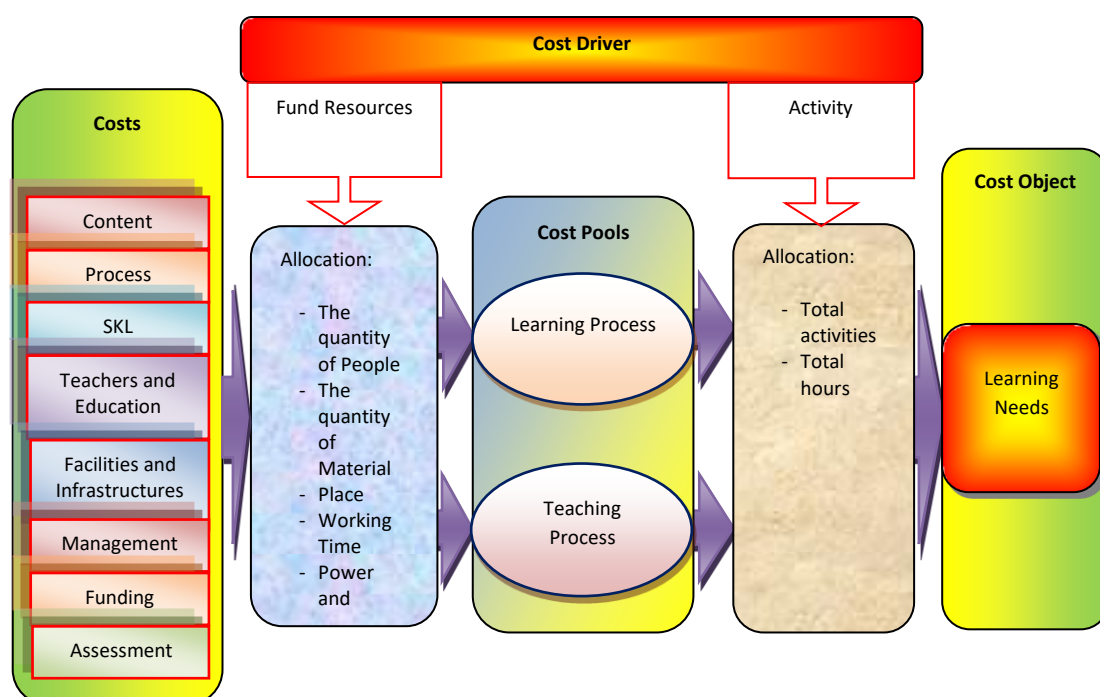 Cost Driver
Fund Resources
Activity
Costs
Content
Process
SKL
Teachers and
Education
Facilities and
Infrastructures
Management
Funding
Assessment
Allocation:
- The
quantity
of People
- The
quantity
of
Material
- Place
- Working
Time
- Power
and
Cost Pools
Learning Process
Teaching
Process
Allocation:
- Total
activities
- Total
hours
Cost Object
Learning
Needs